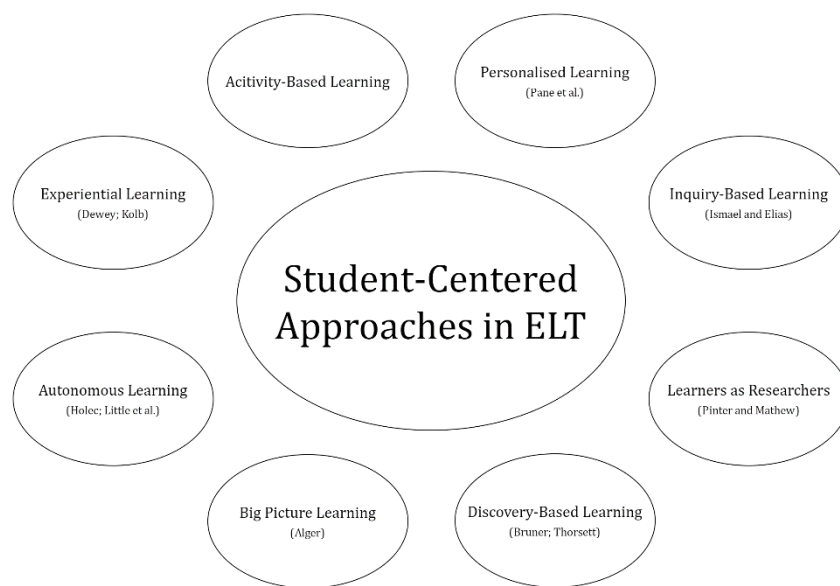 Acitivity-Based Learning
Personalised Learning
(Pane et al.)
Experiential Learning
(Dewey; Kolb)
Inquiry-Based Learning
(Ismael and Elias)
Student-Centered
Approaches in ELT
Autonomous Learning
(Holec; Little et al.)
Learners as Researchers
(Pinter and Mathew)
Big Picture Learning
(Alger)
Discovery-Based Learning
(Bruner; Thorsett)